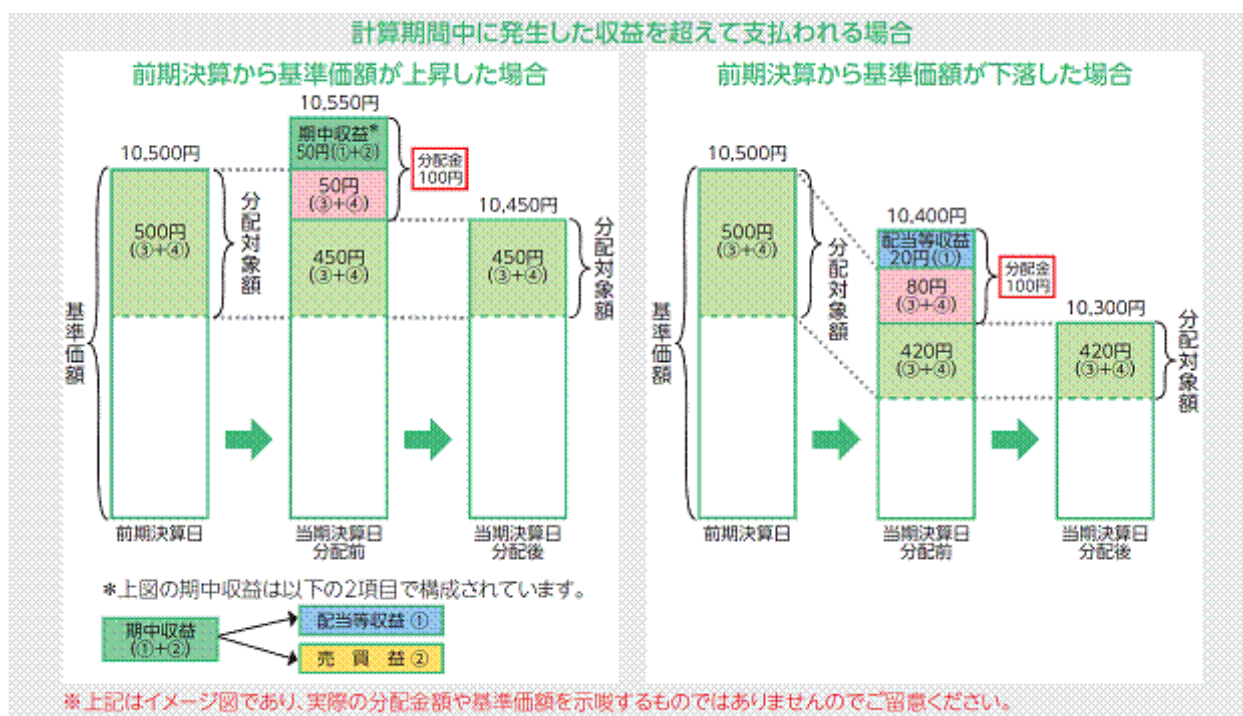 計算期間中に発生した収益を超えて支払われる場合
前期決算から基準価額が上昇した場合
10,550円
期中収益*
50円(①+②)
分配金
100円
10,500円
50円
(③+④)
10,450円
500円
(③+④)
分配対象額
450円
(③+④)
450円
(③+④)
分配対象額
基準価額
前期決算日
当期決算日
分配前
当期決算日
分配後
*上図の期中収益は以下の2項目で構成されています。
期中収益
(①+②)
配当等収益 ①
売買益 ②
前期決算から基準価額が下落した場合
10,500円
10,400円
配当等収益
20円(①)
分配金
100円
500円
(③+④)
分配対象額
80円
(③+④)
10,300円
420円
(③+④)
420円
(③+④)
分配対象額
基準価額
前期決算日
当期決算日
分配前
当期決算日
分配後
※上記はイメージ図であり、実際の分配金額や基準価額を示唆するものではありませんのでご留意ください。